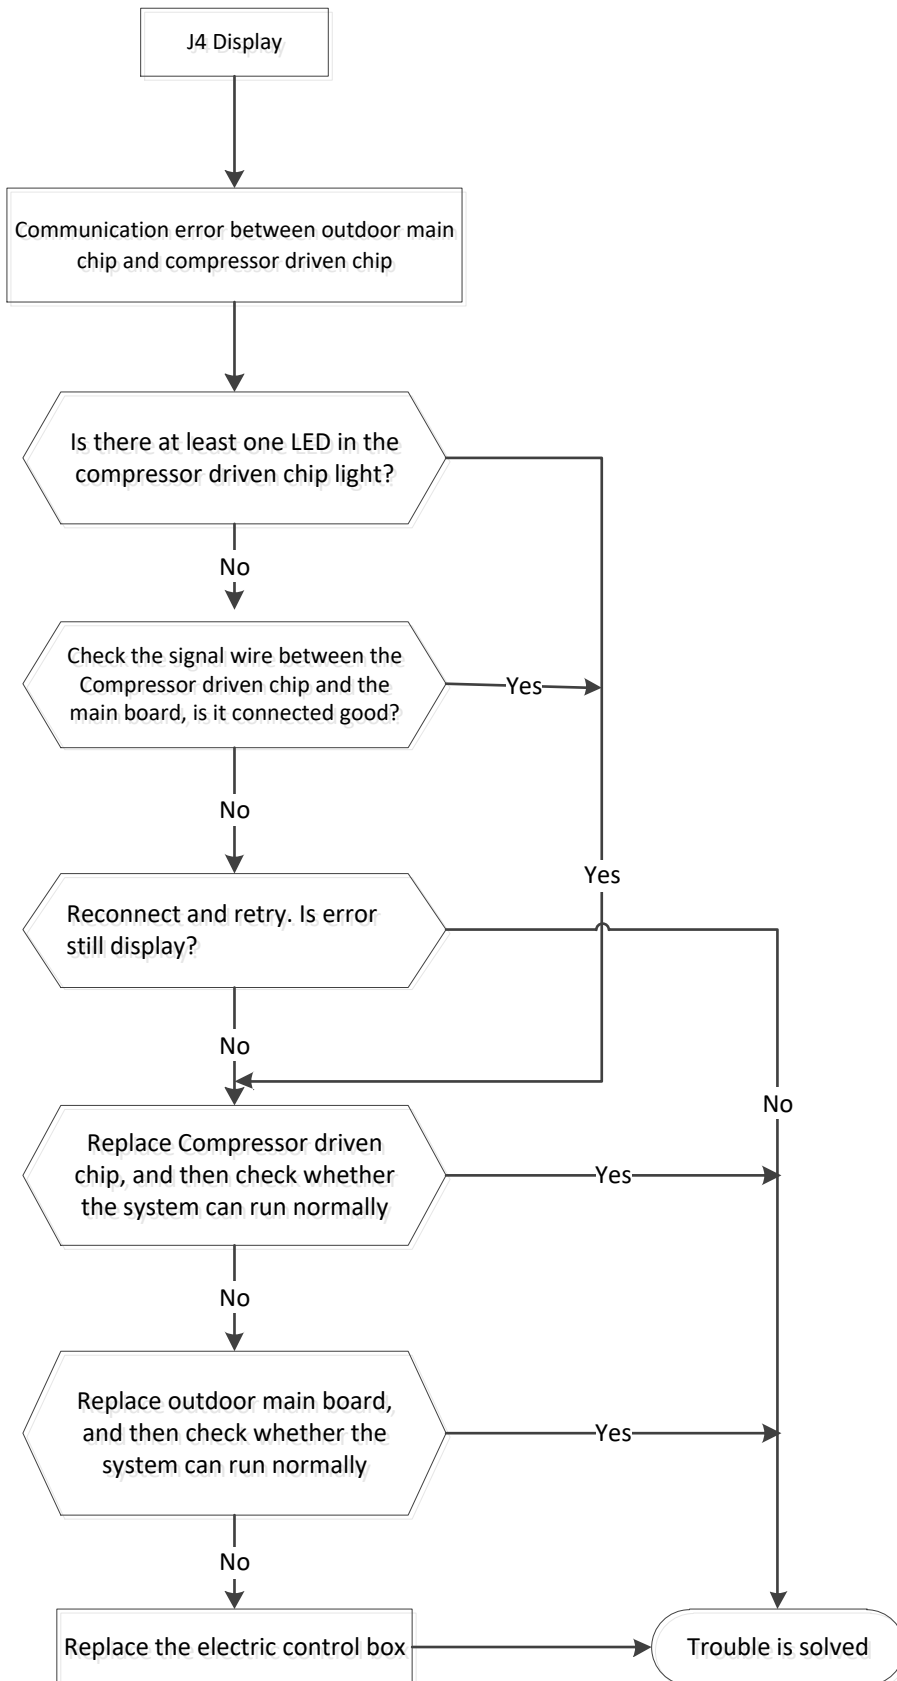 J4 Display
Communication error between outdoor main
chip and compressor driven chip
Is there at least one LED in the
compressor driven chip light?
No
Check the signal wire between the
Compressor driven chip and the
main board, is it connected good?
Yes
No
Yes
Reconnect and retry. Is error
still display?
No
No
Replace Compressor driven
chip, and then check whether
the system can run normally
Yes
No
Replace outdoor main board,
and then check whether the
system can run normally
Yes
No
Replace the electric control box
Trouble is solved